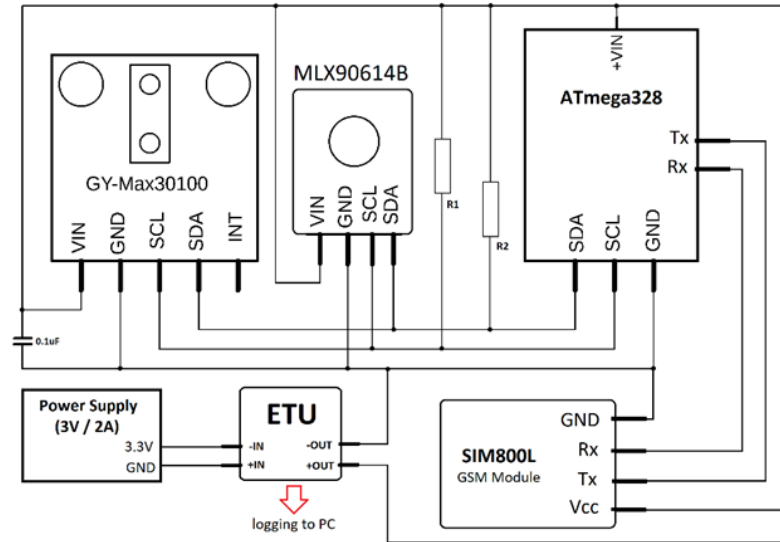 MLX90614B
+VIN
ATmega328
Tx
Rx
GY-Max30100
VIN
GND
SCL
SDA
INT
VIN
GND
SCL
SDA
R1
R2
SDA
SCL
GND
0.1uF
Power Supply
(3V / 2A)
3.3V
GND
ETU
-IN
+IN
-OUT
+OUT
logging to PC
SIM800L
GSM Module
GND
Rx
Tx
Vcc